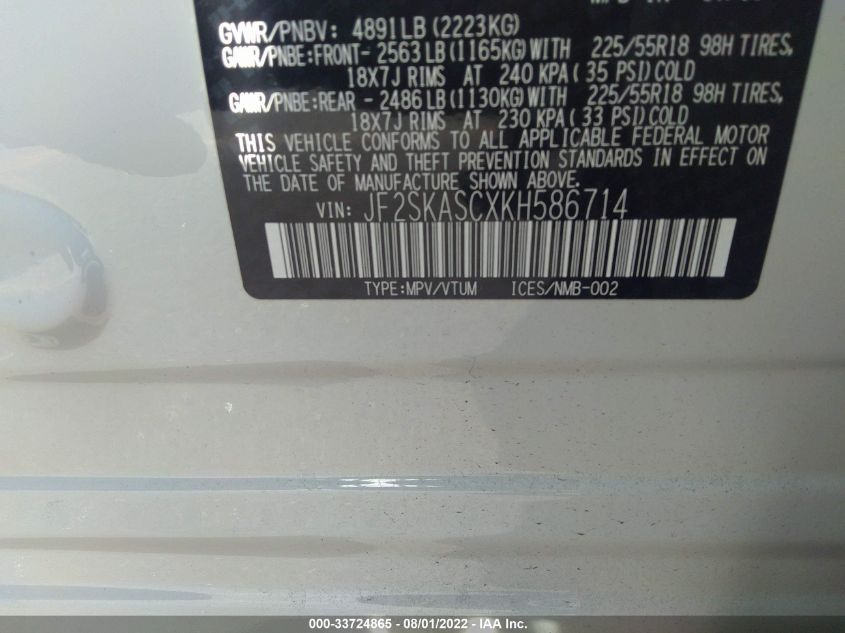 GVWR/PNBV: 4891LB(2223KG)
GAWR/PNBE:FRONT-2563LB(1165KG)WITH 225/55R18 98H TIRES,
18X7J RIMS AT 240 KPA(35 PSI)COLD
GAWR/PNBE:REAR -2486LB(1130KG)WITH 225/55R18 98H TIRES,
18X7J RIMS AT 230 KPA(33 PSI)COLD
THIS VEHICLE CONFORMS TO ALL APPLICABLE FEDERAL MOTOR
VEHICLE SAFETY AND THEFT PREVENTION STANDARDS IN EFFECT ON
THE DATE OF MANUFACTURE SHOWN ABOVE.
VIN: JF2SKASCXKH586714
TYPE:MPV/VTUM ICES/NMB-002
000-33724865 - 08/01/2022 - Copyright IAA, Inc.